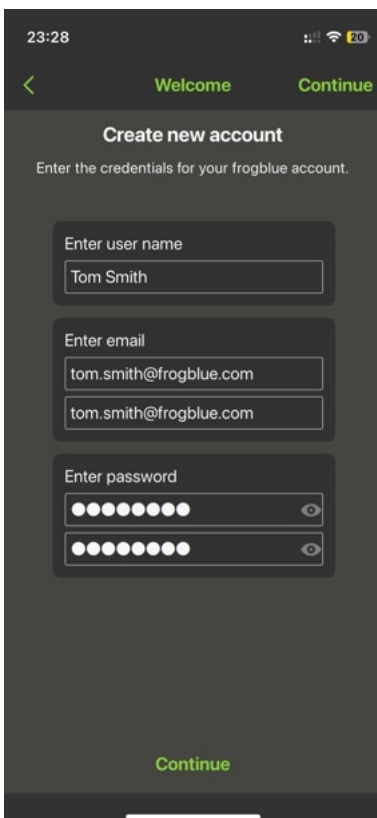 23:28
20
Welcome
Continue
Create new account
Enter the credentials for your frogblue account.
Enter user name
Tom Smith
Enter email
tom.smith@frogblue.com
tom.smith@frogblue.com
Enter password
●●●●●●●●
●●●●●●●●
Continue